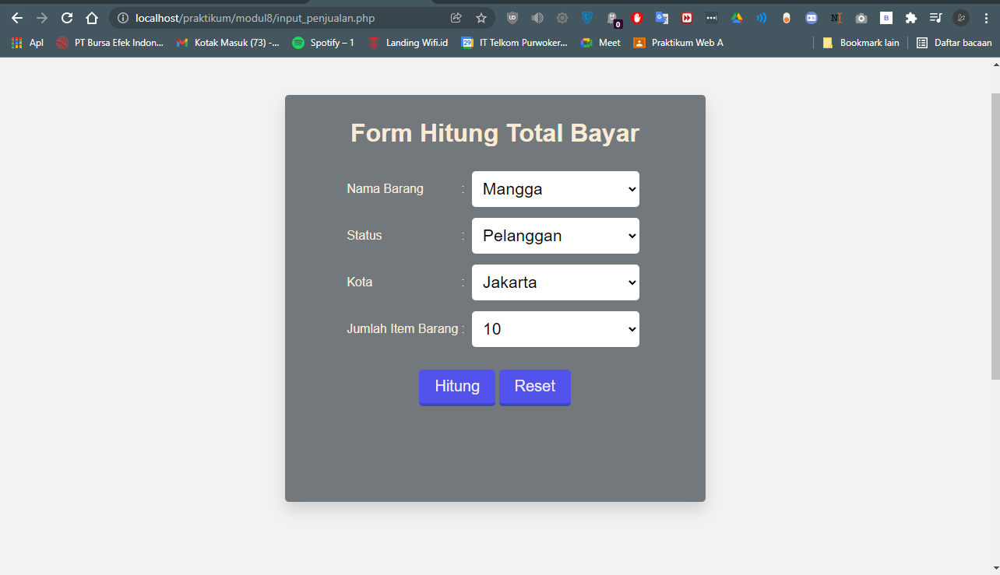 localhost/praktikum/modul8/input_penjualan.php
Apl PT Bursa Efek Indon... Kotak Masuk (73) -... Spotify – 1 Landing Wifi.id 29 IT Telkom Purwoker... Meet Praktikum Web A Bookmark lain Daftar bacaan
Form Hitung Total Bayar
Nama Barang : Mangga
Status : Pelanggan
Kota : Jakarta
Jumlah Item Barang : 10
Hitung Reset